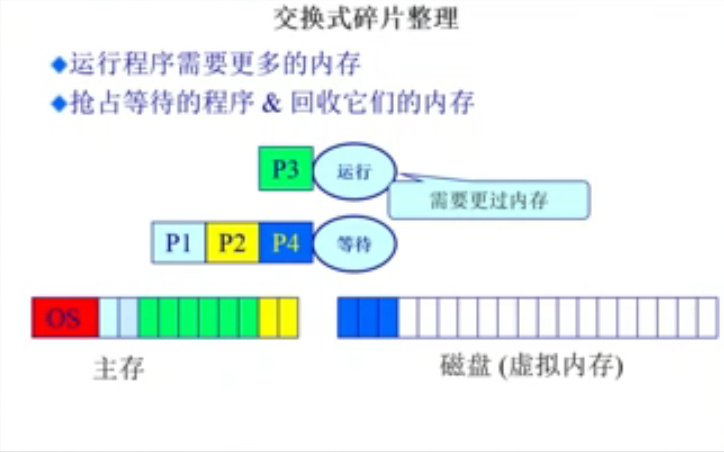 交换式碎片整理
◆运行程序需要更多的内存
◆抢占等待的程序 & 回收它们的内存
P3 运行
需要更过内存
P1 P2 P4 等待
OS
主存 磁盘 (虚拟内存)